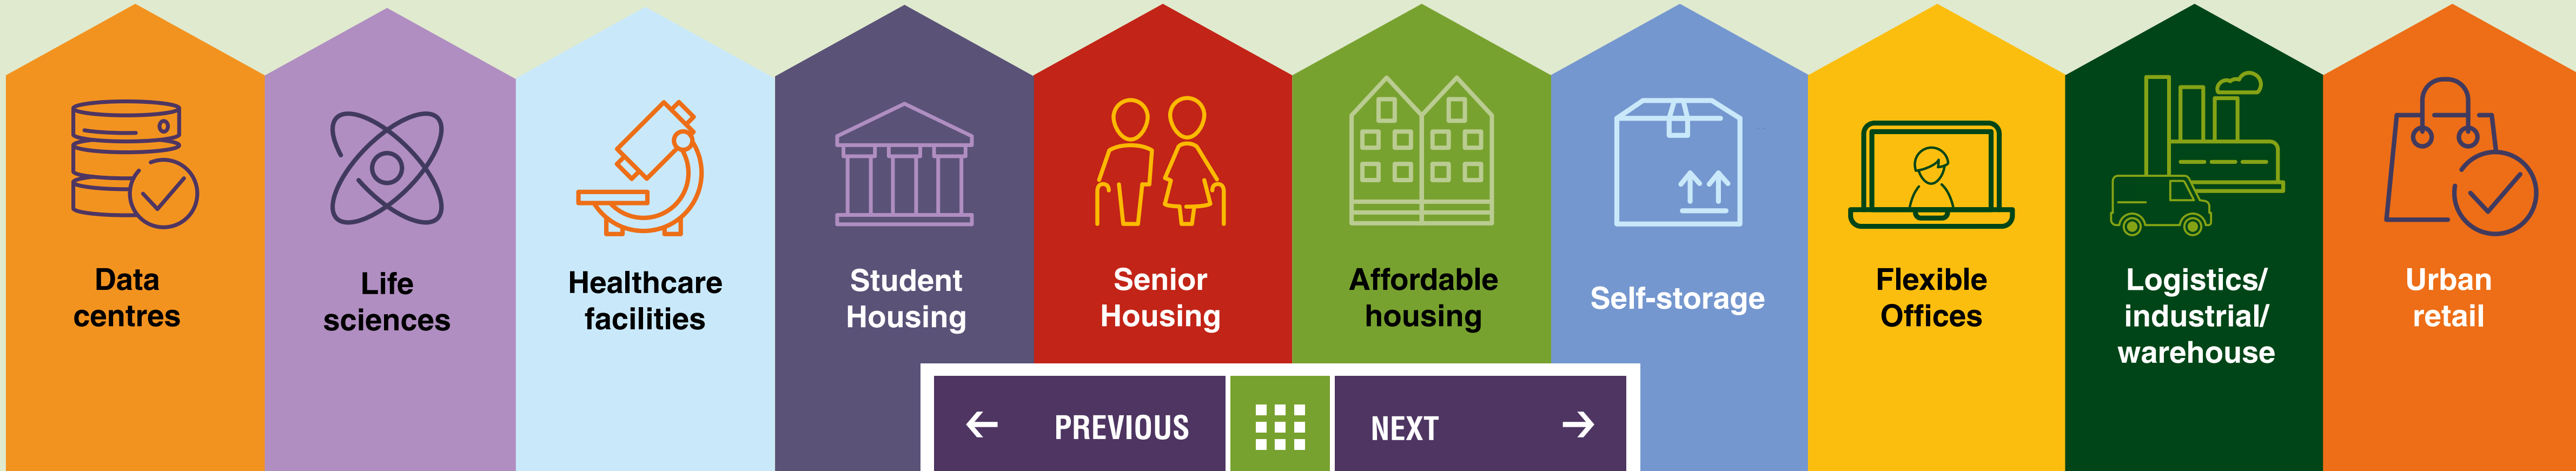 Data
centres
Life
sciences
Healthcare
facilities
Student
Housing
Senior
Housing
Affordable
housing
Self-storage
Flexible
Offices
Logistics/
industrial/
warehouse
Urban
retail
PREVIOUS
NEXT